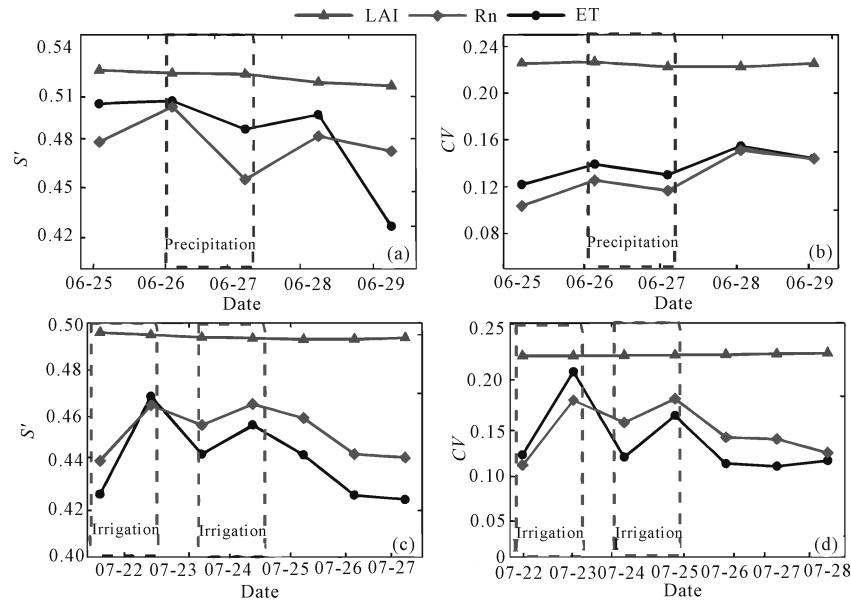 LAI Rn ET
0.54
0.51
0.48
0.45
0.42
S'
Precipitation
(a)
06-25 06-26 06-27 06-28 06-29
Date
0.24
0.20
0.16
0.12
0.08
CV
Precipitation
(b)
06-25 06-26 06-27 06-28 06-29
Date
0.50
0.48
0.46
0.44
0.42
0.40
S'
Irrigation Irrigation
(c)
07-22 07-23 07-24 07-25 07-26 07-27
Date
0.25
0.20
0.15
0.10
0.05
0
CV
Irrigation Irrigation
(d)
07-22 07-23 07-24 07-25 07-26 07-27 07-28
Date